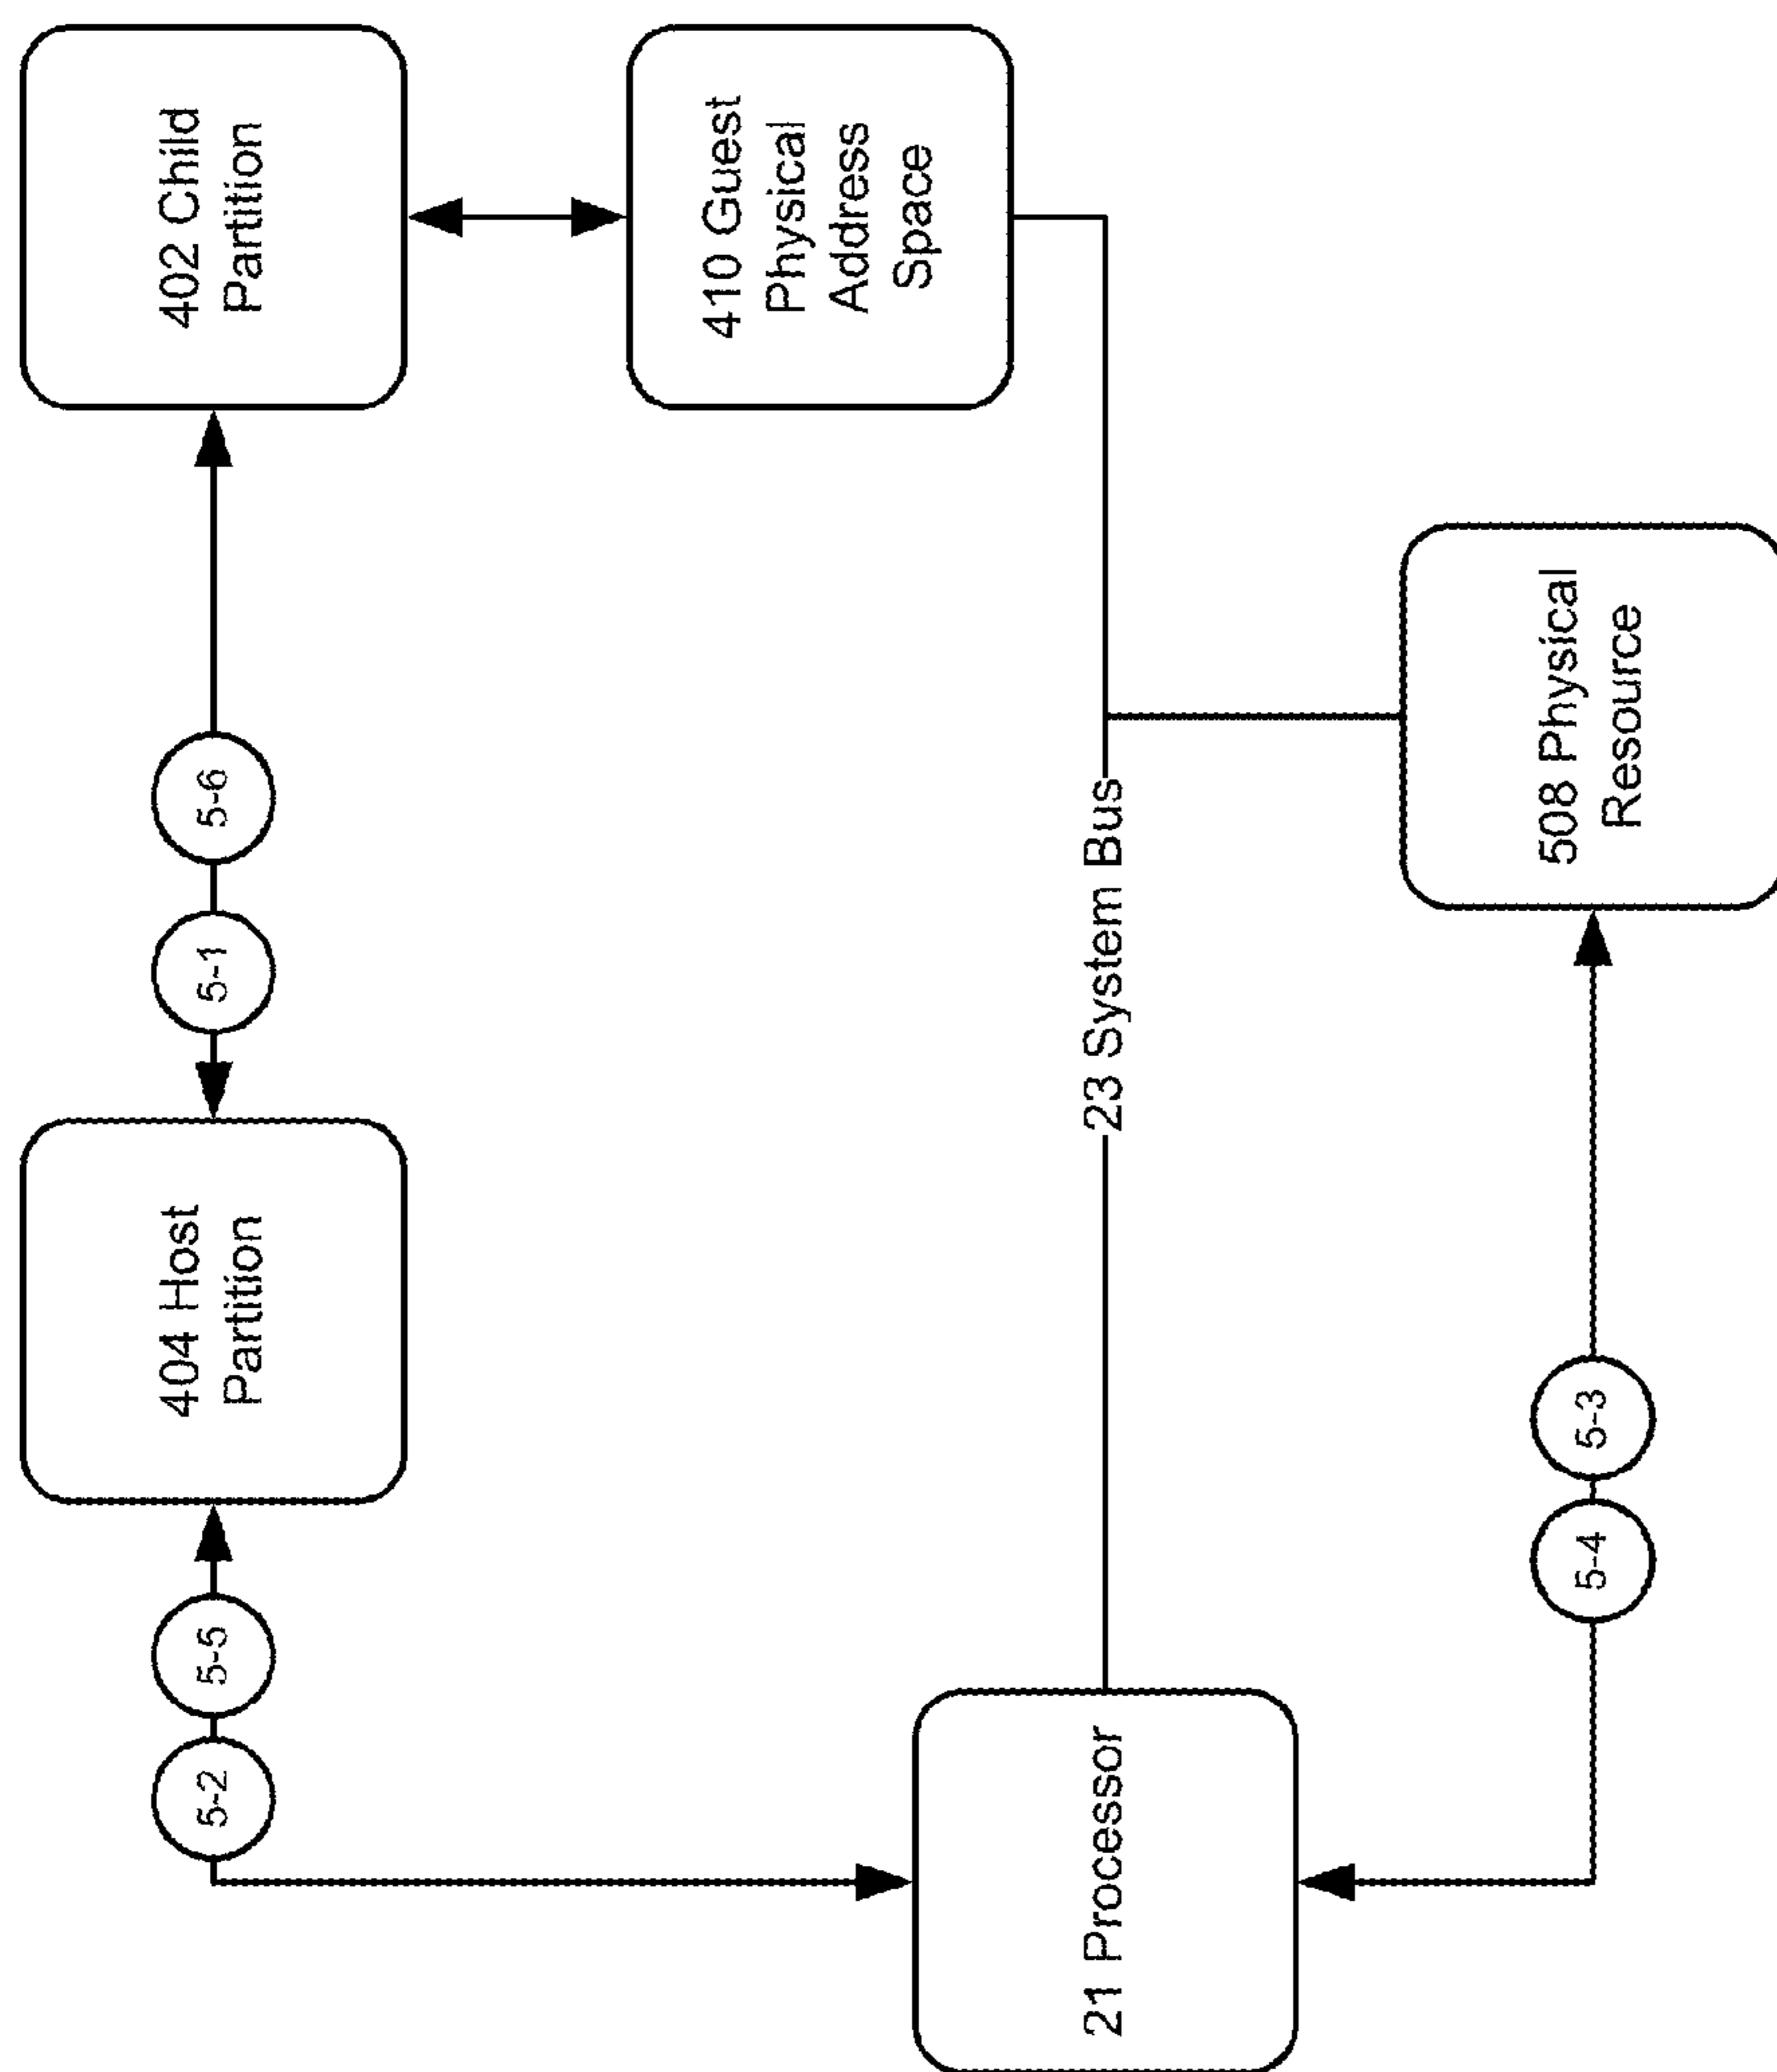 5-2
5-5
404 Host
Partition
5-1
5-6
402 Child
Partition
21 Processor
23 System Bus
410 Guest
Physical
Address
Space
5-4
5-3
508 Physical
Resource